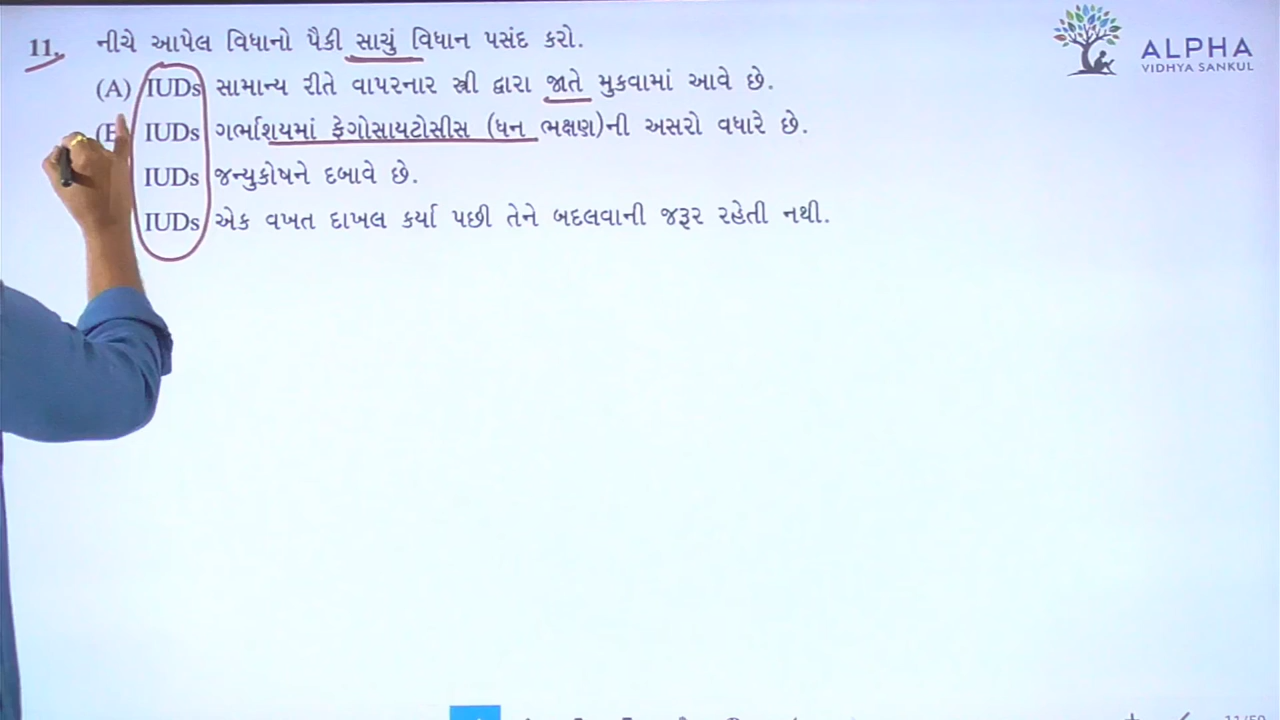 11. નીચે આપેલ વિધાનો પૈકી સાચું વિધાન પસંદ કરો.
(A) IUDs સામાન્ય રીતે વાપરનાર સ્ત્રી દ્વારા જાતે મુકવામાં આવે છે.
IUDs ગર્ભાશયમાં ફેગોસાયટોસીસ (ધન ભક્ષણ)ની અસરો વધારે છે.
IUDs જન્યુકોષને દબાવે છે.
IUDs એક વખત દાખલ કર્યા પછી તેને બદલવાની જરૂર રહેતી નથી.
ALPHA
VIDHYA SANKUL